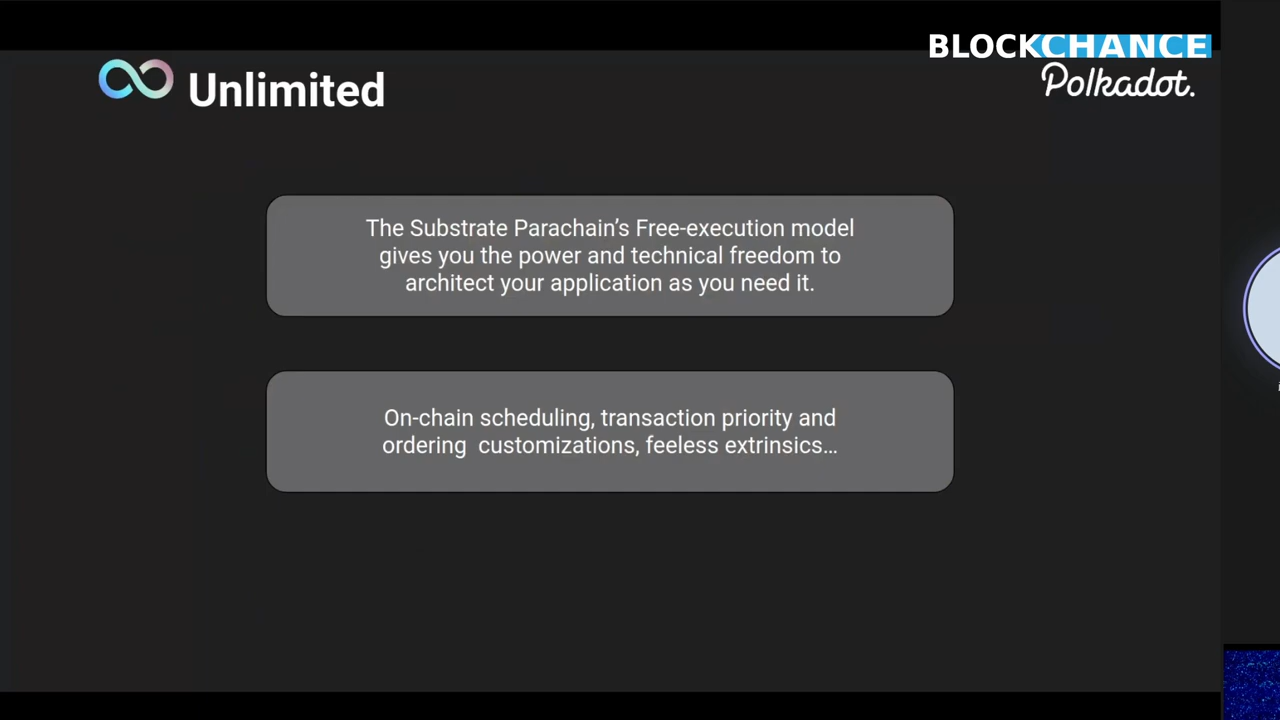 BLOCKCHANCE
Polkadot.
Unlimited
The Substrate Parachain’s Free-execution model
gives you the power and technical freedom to
architect your application as you need it.
On-chain scheduling, transaction priority and
ordering  customizations, feeless extrinsics...